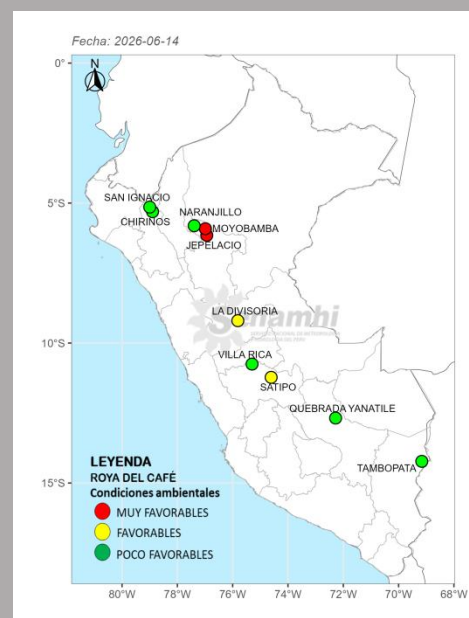 Fecha: 2026-06-14
N
0°
SAN IGNACIO
CHIRINOS
5°S
NARANJILLO
MOYOBAMBA
JEPELACIO
LA DIVISORIA
Senamhi
10°S
VILLA RICA
SATIPO
QUEBRADA YANATILE
TAMBOPATA
15°S
LEYENDA
ROYA DEL CAFÉ
Condiciones ambientales
MUY FAVORABLES
FAVORABLES
POCO FAVORABLES
80°W 78°W 76°W 74°W 72°W 70°W 68°W